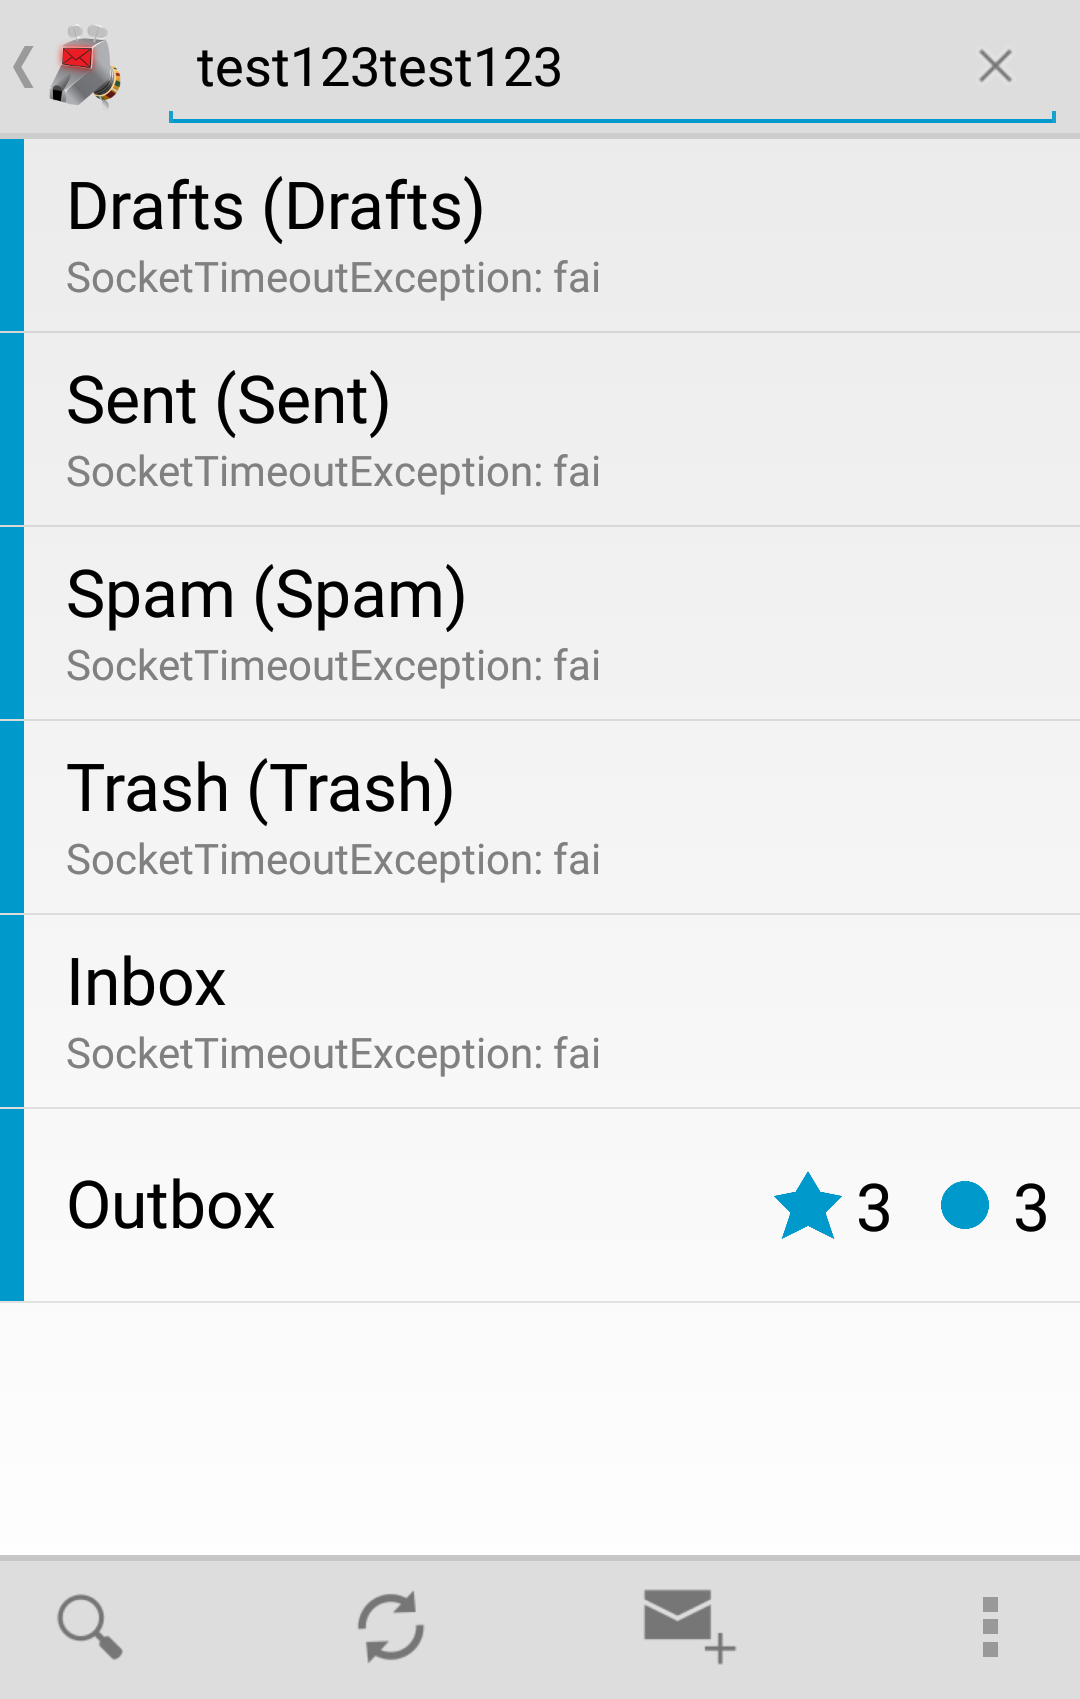 test123test123
Drafts (Drafts)
SocketTimeoutException: fai
Sent (Sent)
SocketTimeoutException: fai
Spam (Spam)
SocketTimeoutException: fai
Trash (Trash)
SocketTimeoutException: fai
Inbox
SocketTimeoutException: fai
Outbox 3 3